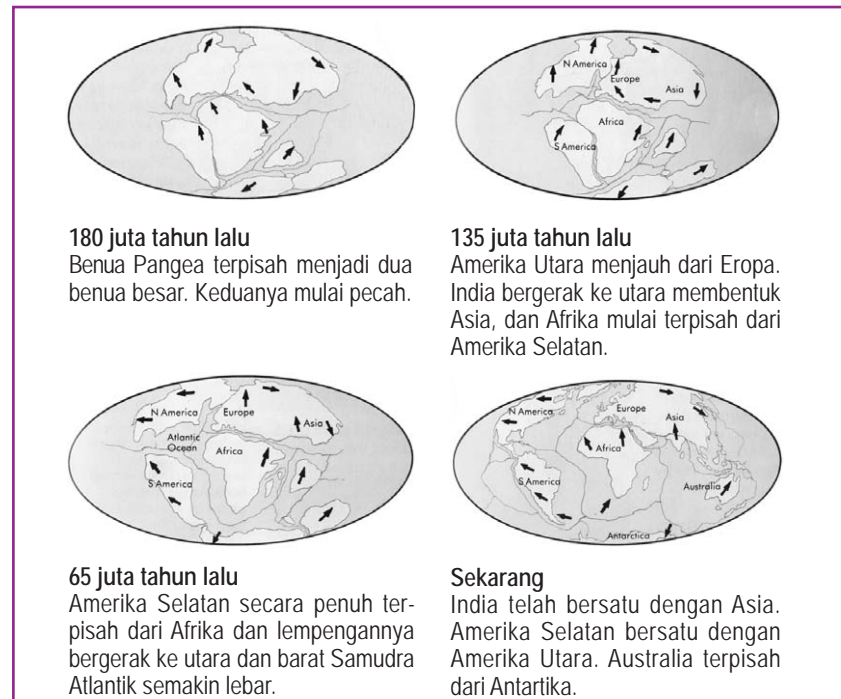 N America
Europe
Asia
Africa
S America
180 juta tahun lalu
Benua Pangea terpisah menjadi dua
benua besar. Keduanya mulai pecah.
135 juta tahun lalu
Amerika Utara menjauh dari Eropa.
India bergerak ke utara membentuk
Asia, dan Afrika mulai terpisah dari
Amerika Selatan.
N America
Europe
Asia
Atlantic
Ocean
Africa
S America
N America
Europe
Asia
Africa
S America
Australia
Antarctica
65 juta tahun lalu
Amerika Selatan secara penuh ter-
pisah dari Afrika dan lempengannya
bergerak ke utara dan barat Samudra
Atlantik semakin lebar.
Sekarang
India telah bersatu dengan Asia.
Amerika Selatan bersatu dengan
Amerika Utara. Australia terpisah
dari Antartika.